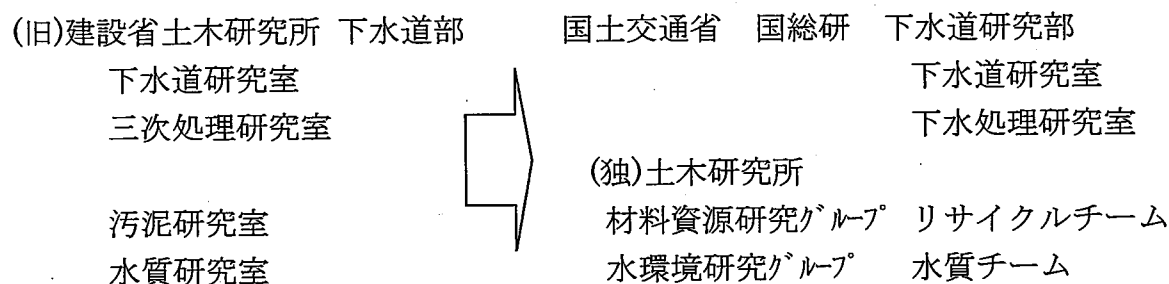 (旧)建設省土木研究所 下水道部
下水道研究室
三次処理研究室
汚泥研究室
水質研究室
国土交通省 国総研 下水道研究部
下水道研究室
下水処理研究室
(独)土木研究所
材料資源研究ｸﾞﾙｰﾌﾟ リサイクルチーム
水環境研究ｸﾞﾙｰﾌﾟ 水質チーム